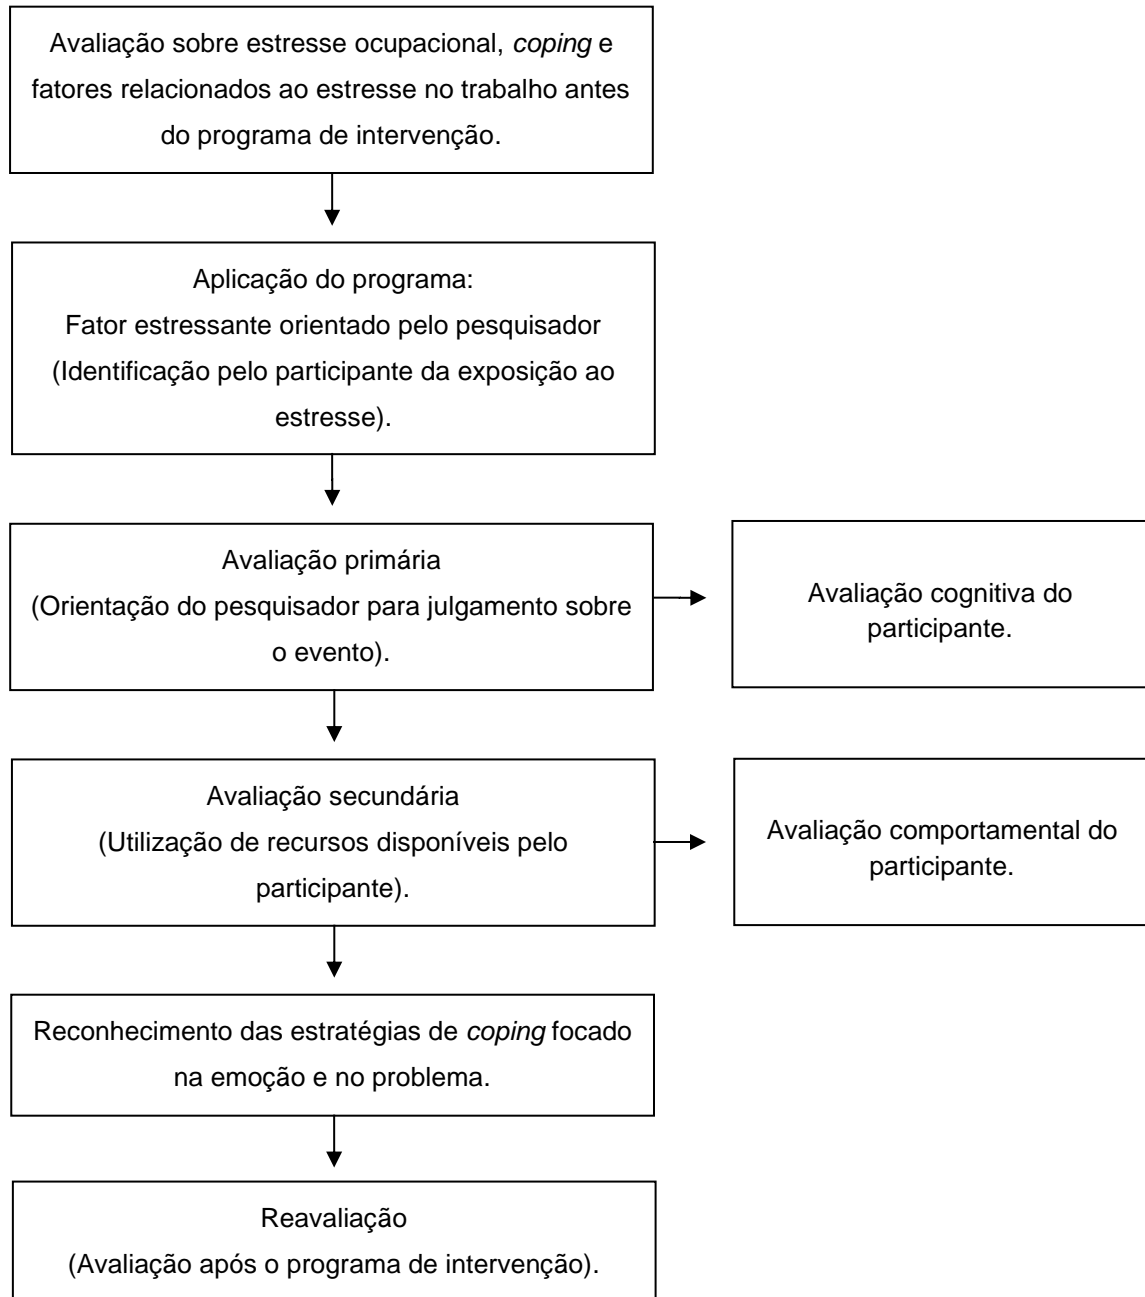 Avaliação sobre estresse ocupacional, coping e
fatores relacionados ao estresse no trabalho antes
do programa de intervenção.
Aplicação do programa:
Fator estressante orientado pelo pesquisador
(Identificação pelo participante da exposição ao
estresse).
Avaliação primária
(Orientação do pesquisador para julgamento sobre
o evento).
Avaliação cognitiva do
participante.
Avaliação secundária
(Utilização de recursos disponíveis pelo
participante).
Avaliação comportamental do
participante.
Reconhecimento das estratégias de coping focado
na emoção e no problema.
Reavaliação
(Avaliação após o programa de intervenção).